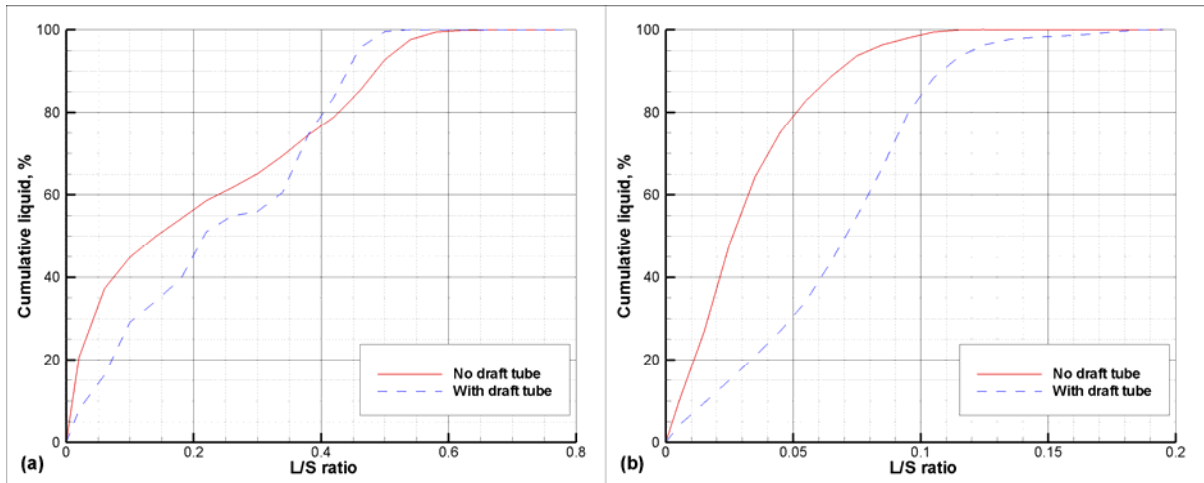 100
80
60
40
20
0
Cumulative liquid, %
No draft tube
With draft tube
0
0.2
0.4
0.6
0.8
(a)
L/S ratio
100
80
60
40
20
0
Cumulative liquid, %
No draft tube
With draft tube
0
0.05
0.1
0.15
0.2
(b)
L/S ratio